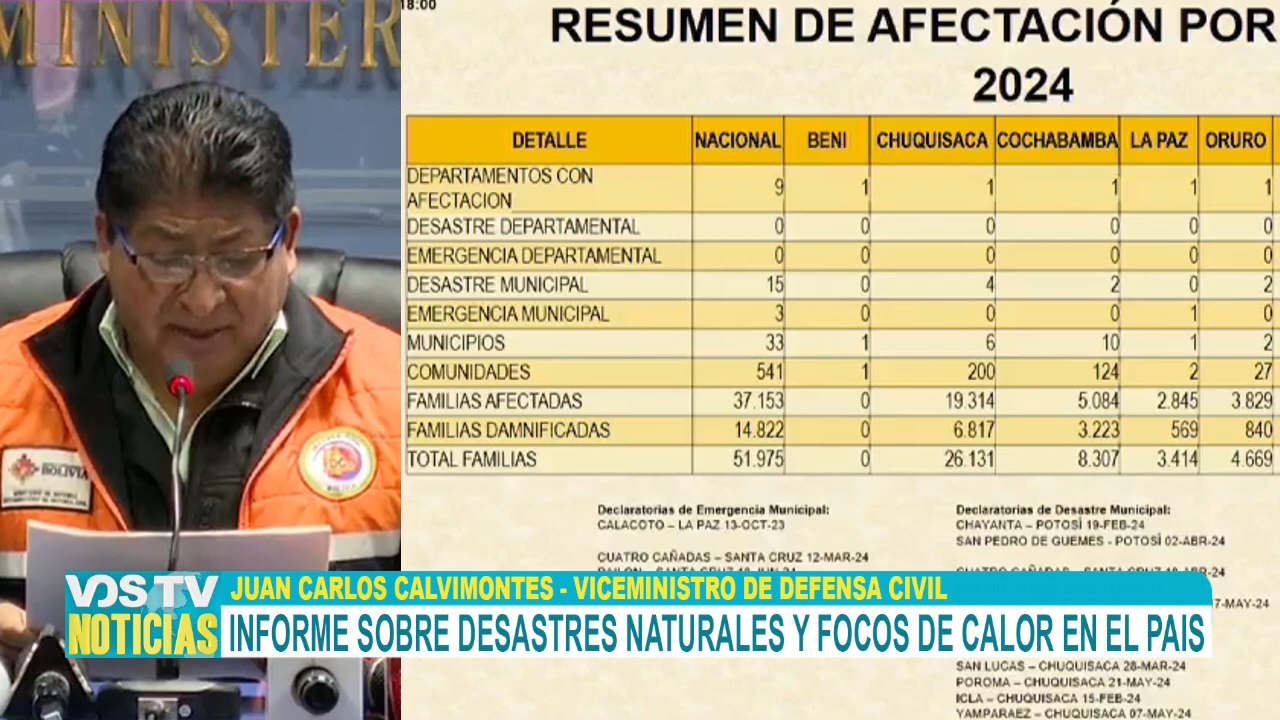 MINISTER
18:00
RESUMEN DE AFECTACIÓN POR
2024
DETALLE NACIONAL BENI CHUQUISACA COCHABAMBA LA PAZ ORURO
DEPARTAMENTOS CON
AFECTACION 9 1 1 1 1 1
DESASTRE DEPARTAMENTAL 0 0 0 0 0 0
EMERGENCIA DEPARTAMENTAL 0 0 0 0 0 0
DESASTRE MUNICIPAL 15 0 4 2 0 2
EMERGENCIA MUNICIPAL 3 0 0 0 1 0
MUNICIPIOS 33 1 6 10 1 2
COMUNIDADES 541 1 200 124 2 27
FAMILIAS AFECTADAS 37.153 0 19.314 5.084 2.845 3.829
FAMILIAS DAMNIFICADAS 14.822 0 6.817 3.223 569 840
TOTAL FAMILIAS 51.975 0 26.131 8.307 3.414 4.669
Declaratorias de Emergencia Municipal:
CALACOTO – LA PAZ 13-OCT-23
CUATRO CAÑADAS – SANTA CRUZ 12-MAR-24
Declaratorias de Desastre Municipal:
CHAYANTA – POTOSÍ 19-FEB-24
SAN PEDRO DE GUEMES - POTOSÍ 02-ABR-24
7-MAY-24
SAN LUCAS – CHUQUISACA 28-MAR-24
POROMA – CHUQUISACA 21-MAY-24
ICLA – CHUQUISACA 15-FEB-24
YAMPARAEZ – CHUQUISACA 07-MAY-24
BOLIVIA
VOSTV
NOTICIAS
JUAN CARLOS CALVIMONTES - VICEMINISTRO DE DEFENSA CIVIL
INFORME SOBRE DESASTRES NATURALES Y FOCOS DE CALOR EN EL PAIS